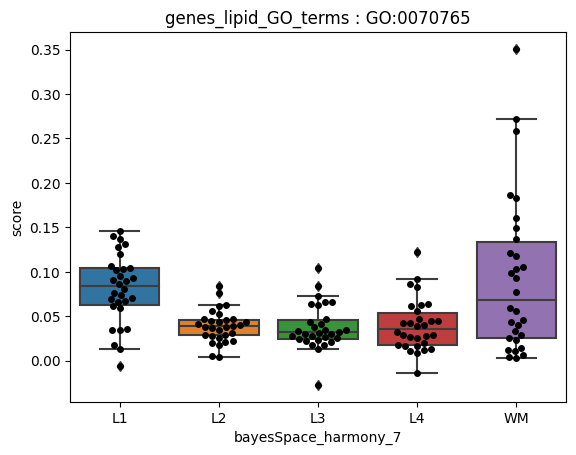 genes_lipid_GO_terms : GO:0070765
0.35
0.30
0.25
0.20
0.15
0.10
0.05
0.00
score
L1 L2 L3 L4 WM
bayesSpace_harmony_7